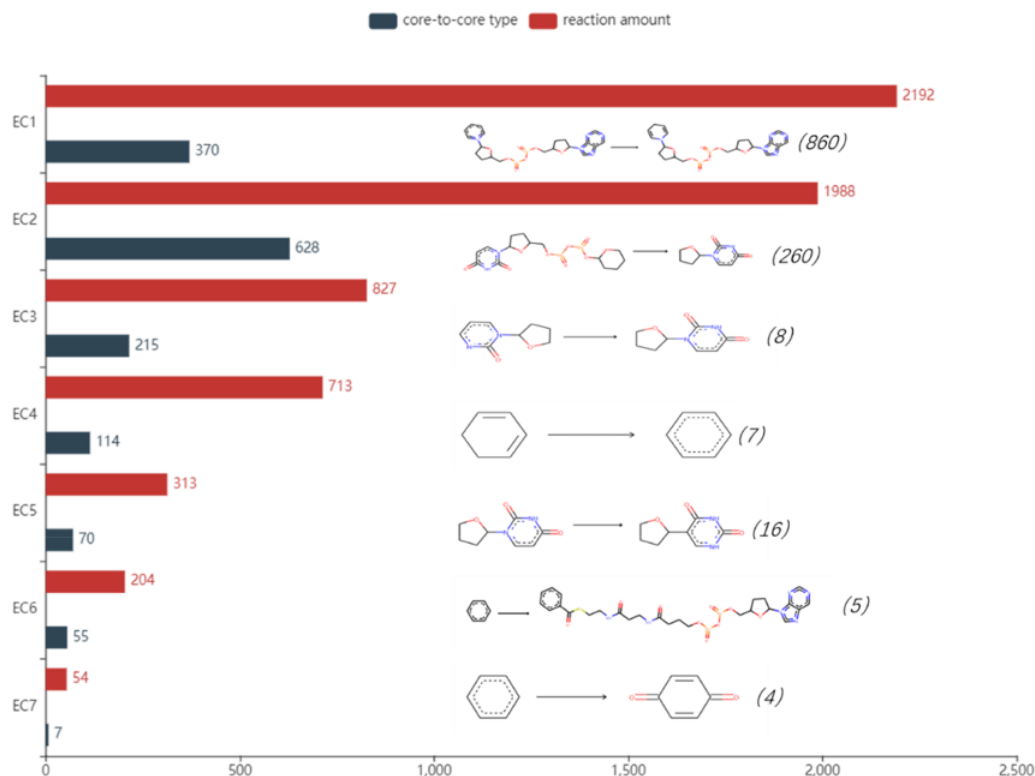 core-to-core type reaction amount
2192
EC1
370
(860)
1988
EC2
628
(260)
827
EC3
215
(8)
713
EC4
114
(7)
313
EC5
70
(16)
204
EC6
55
(5)
54
EC7
7
(4)
0 500 1,000 1,500 2,000 2,500